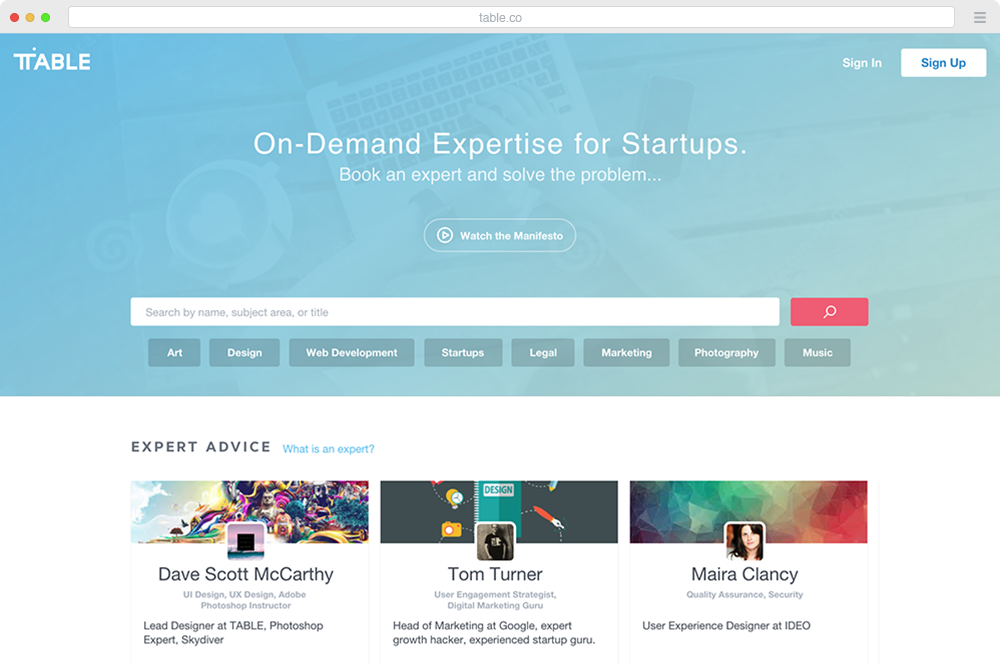 table.co
TABLE
Sign In
Sign Up
On-Demand Expertise for Startups.
Book an expert and solve the problem...
Watch the Manifesto
Search by name, subject area, or title
Art
Design
Web Development
Startups
Legal
Marketing
Photography
Music
EXPERT ADVICE
What is an expert?
DESIGN
Dave Scott McCarthy
UI Design, UX Design, Adobe
Photoshop Instructor
Lead Designer at TABLE, Photoshop
Expert, Skydiver
Tom Turner
User Engagement Strategist,
Digital Marketing Guru
Head of Marketing at Google, expert
growth hacker, experienced startup guru.
Maira Clancy
Quality Assurance, Security
User Experience Designer at IDEO